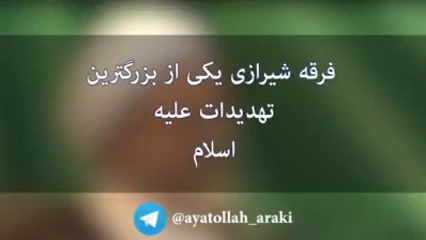 فرقه شیرازی یکی از بزرگترین
تهدیدات علیه
اسلام
@ayatollah_araki